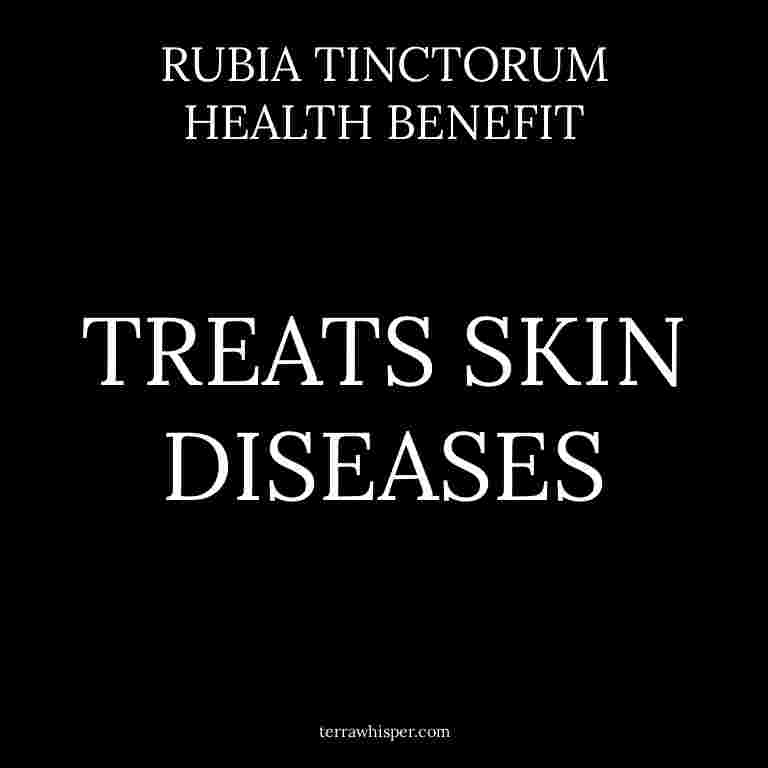 RUBIA TINCTORUM
HEALTH BENEFIT
TREATS SKIN
DISEASES
terrawhisper.com